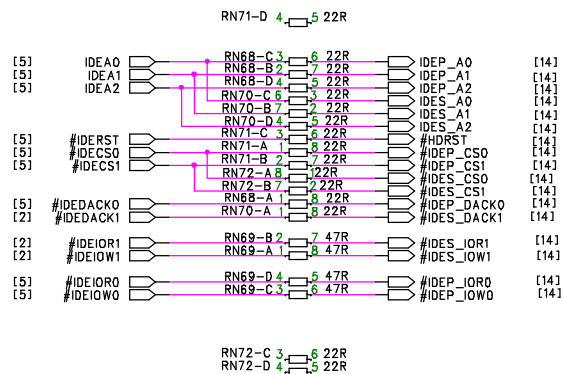 RN71-D 4 5 22R
[5] IDEA0 RN68-C 3 6 22R IDEP_A0 [14]
[5] IDEA1 RN68-B 2 7 22R IDEP_A1 [14]
[5] IDEA2 RN68-D 4 5 22R IDEP_A2 [14]
RN70-C 6 3 22R IDES_A0 [14]
RN70-B 7 2 22R IDES_A1 [14]
RN70-D 4 5 22R IDES_A2 [14]
[5] #IDERST RN71-C 3 6 22R #HDRST [14]
[5] #IDECS0 RN71-A 1 8 22R #IDEP_CS0 [14]
[5] #IDECS1 RN71-B 2 7 22R #IDEP_CS1 [14]
RN72-A 8 1 22R #IDES_CS0 [14]
RN72-B 7 2 22R #IDES_CS1 [14]
[5] #IDEDACK0 RN68-A 1 8 22R #IDEP_DACK0 [14]
[2] #IDEDACK1 RN70-A 1 8 22R #IDES_DACK1 [14]
[2] #IDEIOR1 RN69-B 2 7 47R #IDES_IOR1 [14]
[2] #IDEIOW1 RN69-A 1 8 47R #IDES_IOW1 [14]
[5] #IDEIOR0 RN69-D 4 5 47R #IDEP_IOR0 [14]
[5] #IDEIOW0 RN69-C 3 6 47R #IDEP_IOW0 [14]
RN72-C 3 6 22R
RN72-D 4 5 22R